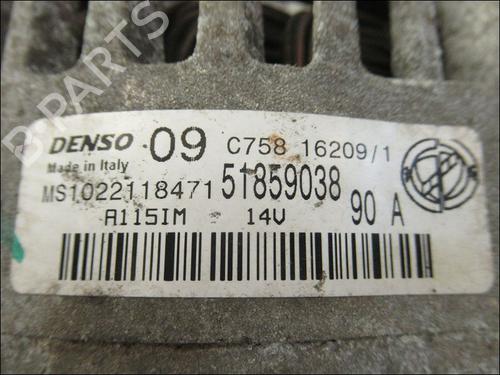 B-PARTS
DENSO 09 C758 16209/1
Made in Italy
MS1022118471 51859038
90 A
A115IM 14V